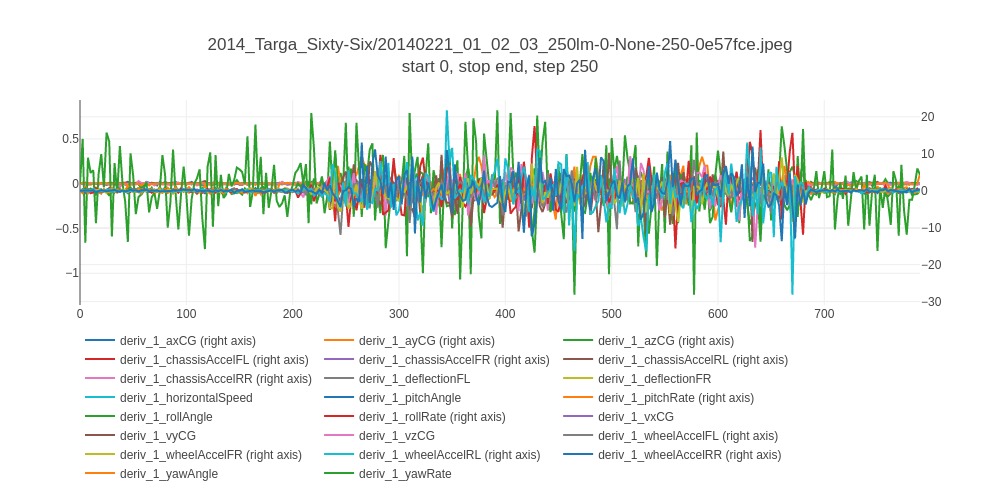 2014_Targa_Sixty-Six/20140221_01_02_03_250lm-0-None-250-0e57fce.jpeg
start 0, stop end, step 250
0.5
0
−0.5
−1
20
10
0
−10
−20
−30
0 100 200 300 400 500 600 700
deriv_1_axCG (right axis) deriv_1_ayCG (right axis) deriv_1_azCG (right axis)
deriv_1_chassisAccelFL (right axis) deriv_1_chassisAccelFR (right axis) deriv_1_chassisAccelRL (right axis)
deriv_1_chassisAccelRR (right axis) deriv_1_deflectionFL deriv_1_deflectionFR
deriv_1_horizontalSpeed deriv_1_pitchAngle deriv_1_pitchRate (right axis)
deriv_1_rollAngle deriv_1_rollRate (right axis) deriv_1_vxCG
deriv_1_vyCG deriv_1_vzCG deriv_1_wheelAccelFL (right axis)
deriv_1_wheelAccelFR (right axis) deriv_1_wheelAccelRL (right axis) deriv_1_wheelAccelRR (right axis)
deriv_1_yawAngle deriv_1_yawRate